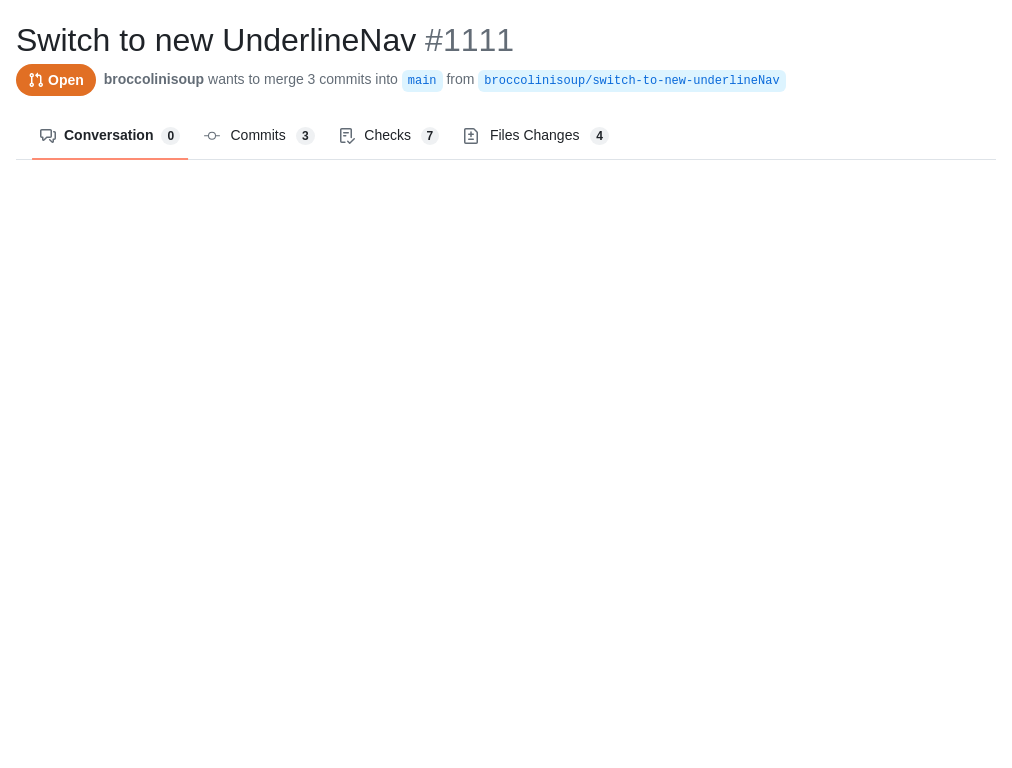 Switch to new UnderlineNav #1111
Open broccolinisoup wants to merge 3 commits into main from broccolinisoup/switch-to-new-underlineNav
Conversation 0 Commits 3 Checks 7 Files Changes 4